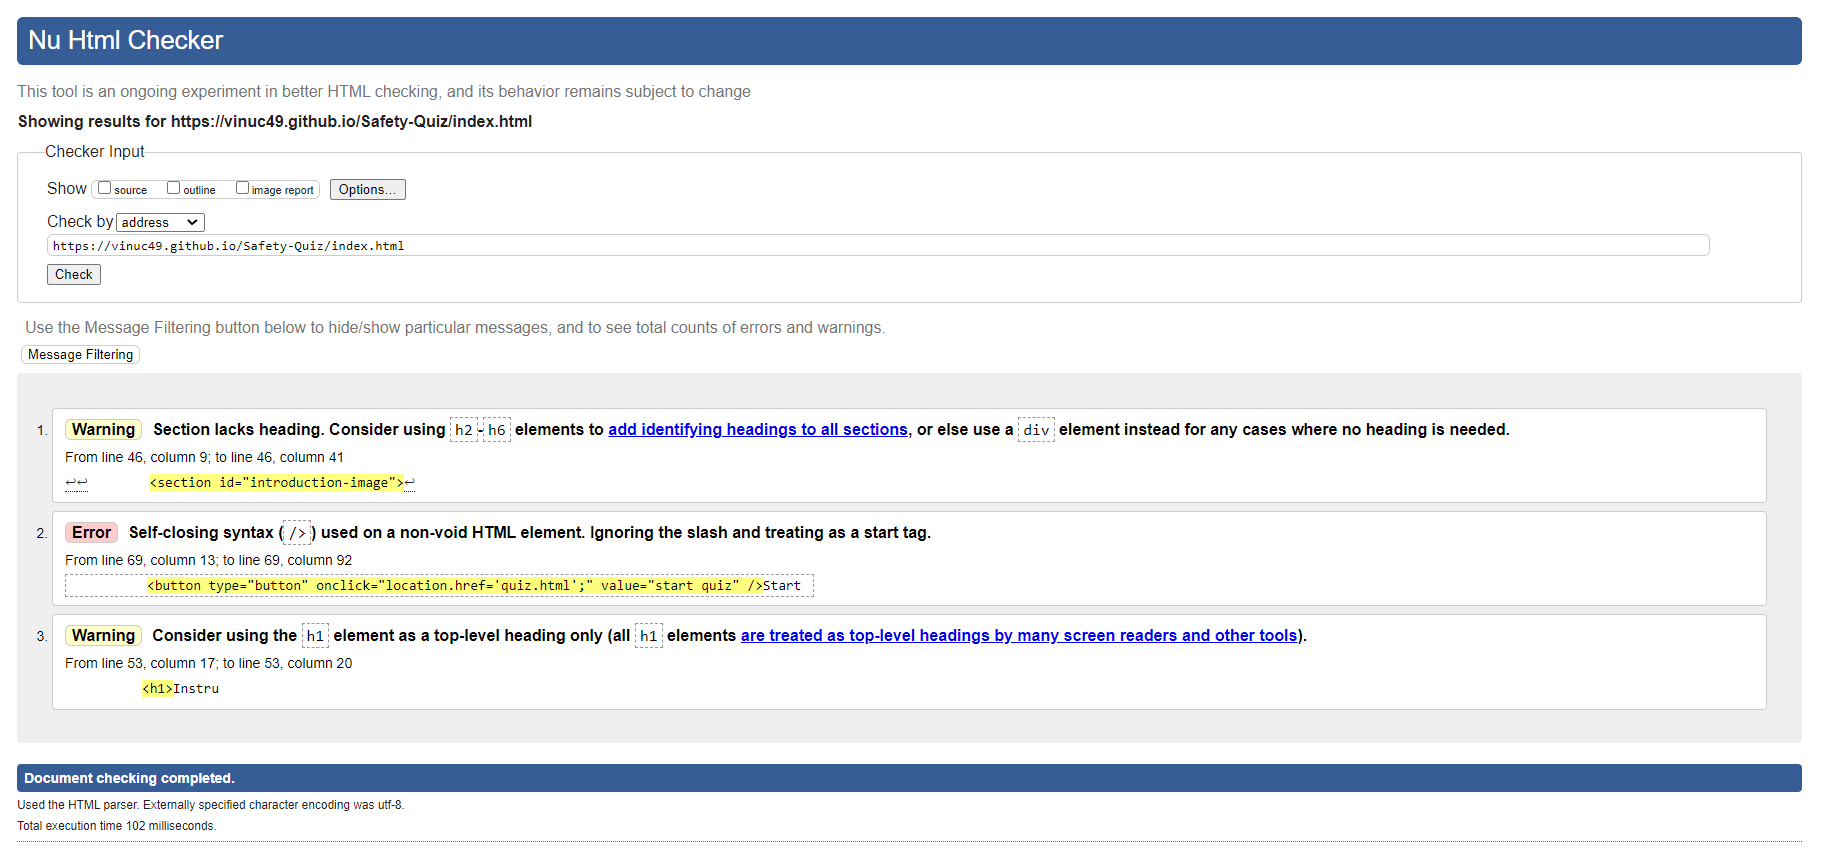 Nu Html Checker
This tool is an ongoing experiment in better HTML checking, and its behavior remains subject to change
Showing results for https://vinuc49.github.io/Safety-Quiz/index.html
Checker Input
Show source outline image report Options...
Check by address
https://vinuc49.github.io/Safety-Quiz/index.html
Check
Use the Message Filtering button below to hide/show particular messages, and to see total counts of errors and warnings.
Message Filtering
1. Warning Section lacks heading. Consider using h2-h6 elements to add identifying headings to all sections, or else use a div element instead for any cases where no heading is needed.
From line 46, column 9; to line 46, column 41
↩↩ <section id="introduction-image">↩
2. Error Self-closing syntax (/>) used on a non-void HTML element. Ignoring the slash and treating as a start tag.
From line 69, column 13; to line 69, column 92
<button type="button" onclick="location.href='quiz.html';" value="start quiz" />Start
3. Warning Consider using the h1 element as a top-level heading only (all h1 elements are treated as top-level headings by many screen readers and other tools).
From line 53, column 17; to line 53, column 20
<h1>Instru
Document checking completed.
Used the HTML parser. Externally specified character encoding was utf-8.
Total execution time 102 milliseconds.